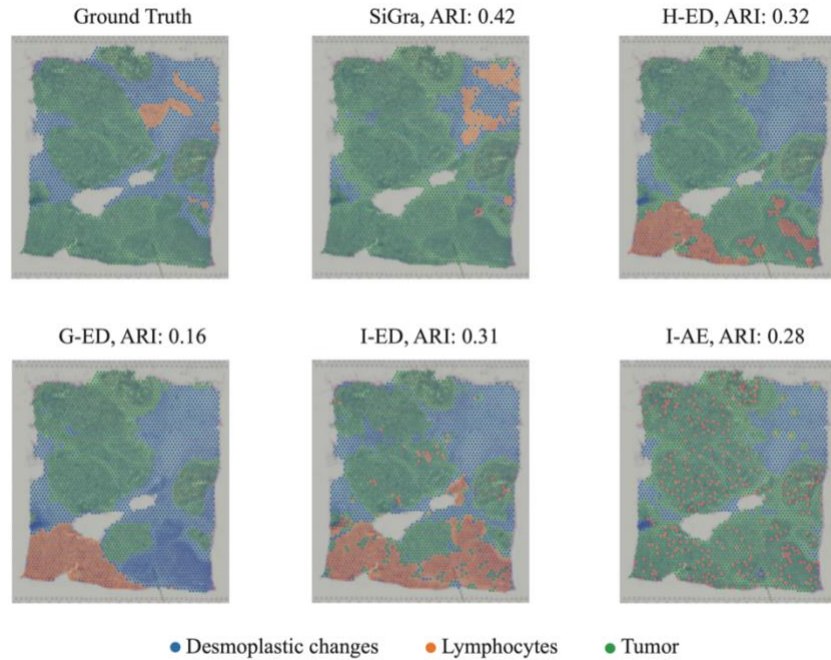 Ground Truth
SiGra, ARI: 0.42
H-ED, ARI: 0.32
G-ED, ARI: 0.16
I-ED, ARI: 0.31
I-AE, ARI: 0.28
Desmoplastic changes
Lymphocytes
Tumor